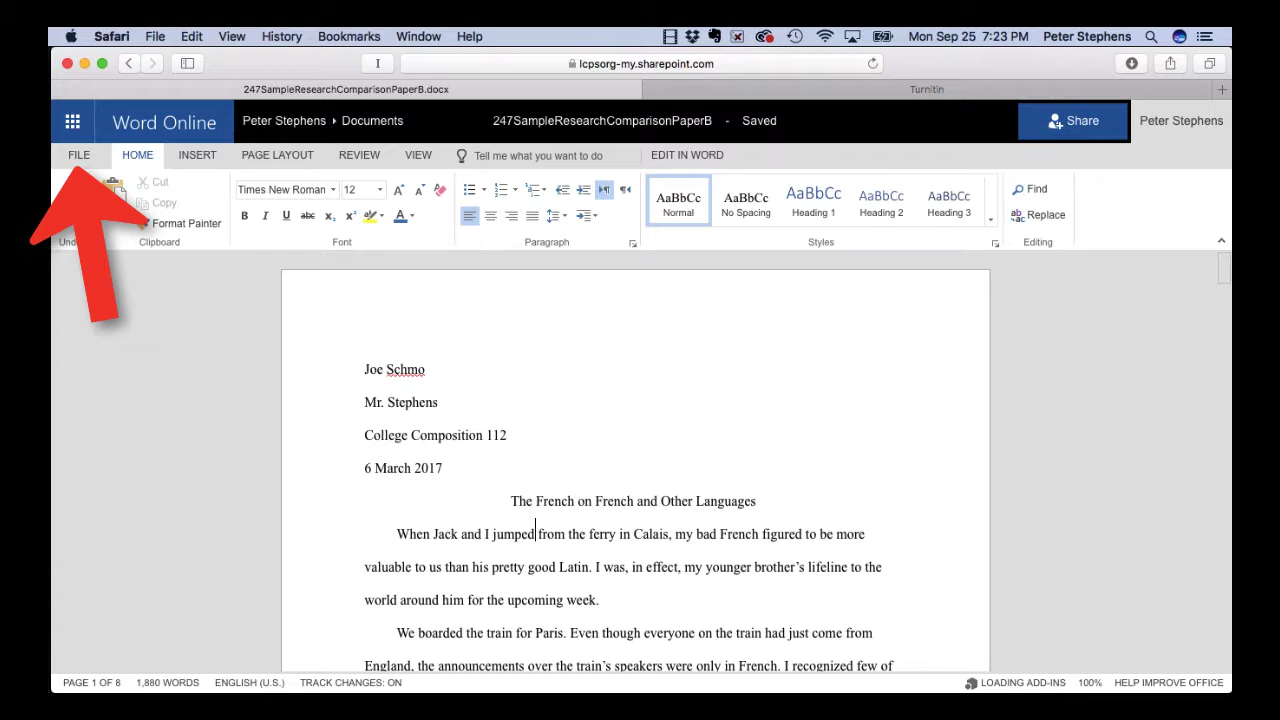 Safari File Edit View History Bookmarks Window Help Mon Sep 25 7:23 PM Peter Stephens
lcpsorg-my.sharepoint.com
247SampleResearchComparisonPaperB.docx Turnitin
Word Online Peter Stephens Documents 247SampleResearchComparisonPaperB - Saved Share Peter Stephens
FILE HOME INSERT PAGE LAYOUT REVIEW VIEW Tell me what you want to do EDIT IN WORD
Cut
Copy
Format Painter
Clipboard
Times New Roman 12
Font
Paragraph
AaBbCc AaBbCc AaBbCc AaBbCc AaBbCc
Normal No Spacing Heading 1 Heading 2 Heading 3
Styles
Find
Replace
Editing
Joe Schmo
Mr. Stephens
College Composition 112
6 March 2017
The French on French and Other Languages
When Jack and I jumped from the ferry in Calais, my bad French figured to be more
valuable to us than his pretty good Latin. I was, in effect, my younger brother’s lifeline to the
world around him for the upcoming week.
We boarded the train for Paris. Even though everyone on the train had just come from
England, the announcements over the train’s speakers were only in French. I recognized few of
PAGE 1 OF 8 1,880 WORDS ENGLISH (U.S.) TRACK CHANGES: ON LOADING ADD-INS 100% HELP IMPROVE OFFICE